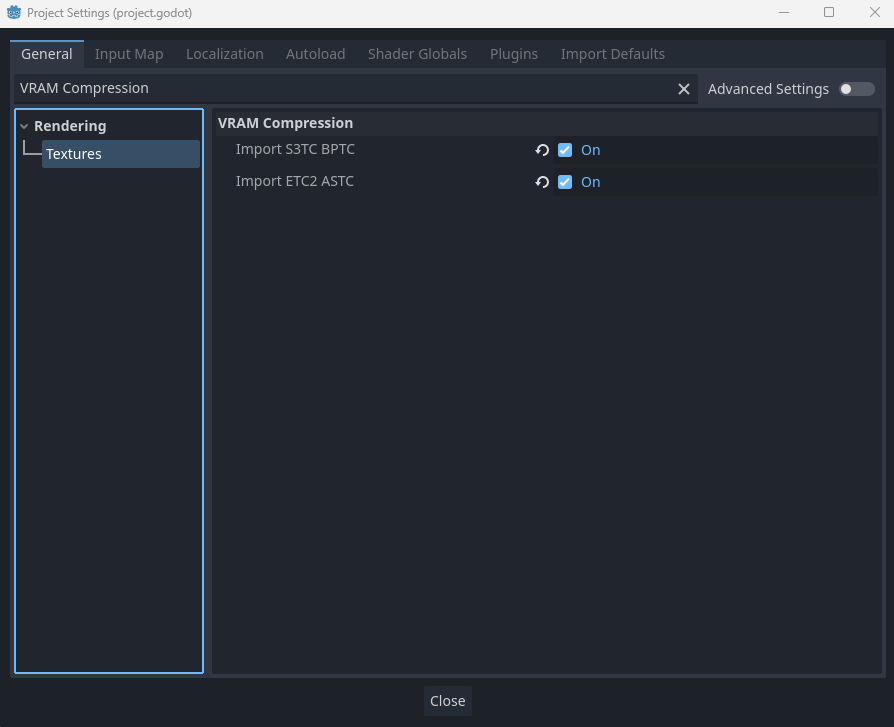 Project Settings (project.godot)
General Input Map Localization Autoload Shader Globals Plugins Import Defaults
VRAM Compression Advanced Settings
Rendering
Textures
VRAM Compression
Import S3TC BPTC On
Import ETC2 ASTC On
Close